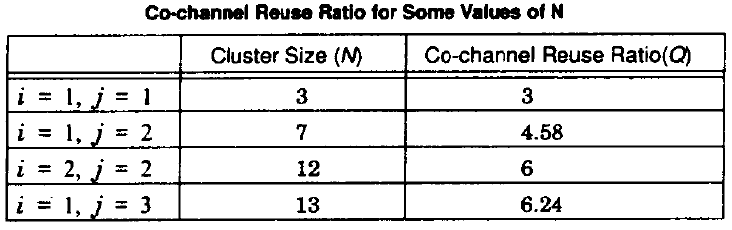 Co-channel Reuse Ratio for Some Values of N
Cluster Size (N) Co-channel Reuse Ratio(Q)
i = 1, j = 1 3 3
i = 1, j = 2 7 4.58
i = 2, j = 2 12 6
i = 1, j = 3 13 6.24